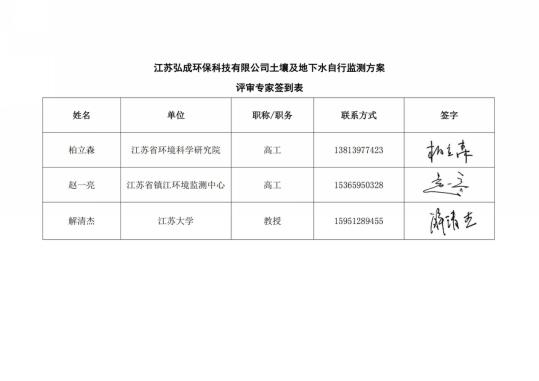 江苏弘成环保科技有限公司土壤及地下水自行监测方案
评审专家签到表
姓名 单位 职称/职务 联系方式 签字
柏立森 江苏省环境科学研究院 高工 13813977423 柏立森
赵一亮 江苏省镇江环境监测中心 高工 15365950328
解清杰 江苏大学 教授 15951289455 解清杰